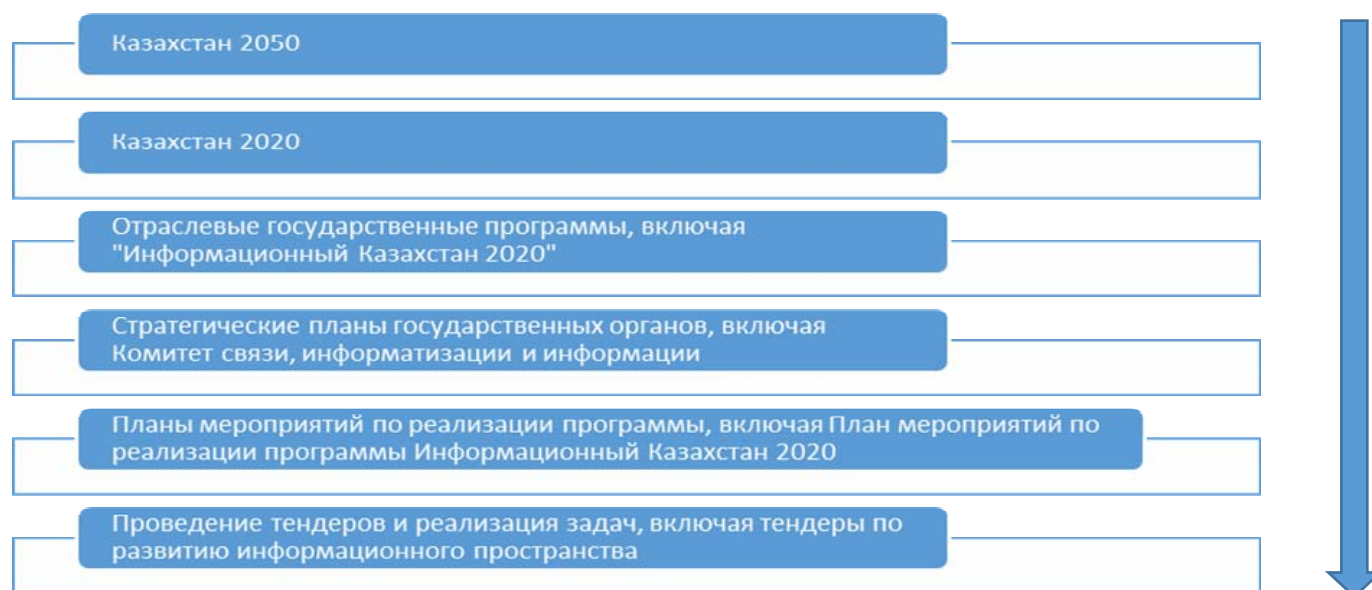 Казахстан 2050
Казахстан 2020
Отраслевые государственные программы, включая
"Информационный Казахстан 2020"
Стратегические планы государственных органов, включая
Комитет связи, информатизации и информации
Планы мероприятий по реализации программы, включая План мероприятий по
реализации программы Информационный Казахстан 2020
Проведение тендеров и реализация задач, включая тендеры по
развитию информационного пространства